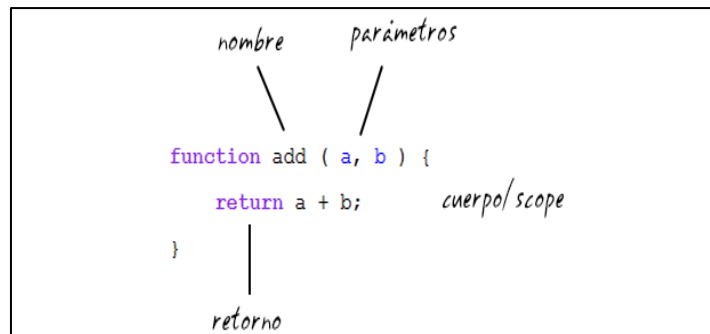 nombre parámetros
function add ( a, b ) {
return a + b; cuerpo/scope
}
retorno